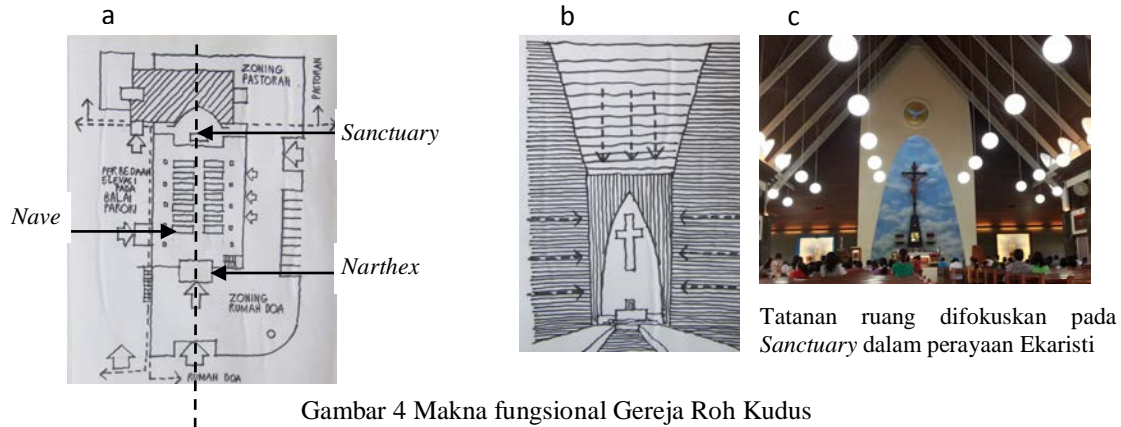 a
b
c
ZONING
PASTORAN
PASTORAN
Sanctuary
PERBEDAAN
ELEVASI
PADA
BALAI
PAROKI
Nave
Narthex
ZONING
RUMAH DOA
RUMAH DOA
Tatanan ruang difokuskan pada
Sanctuary dalam perayaan Ekaristi
Gambar 4 Makna fungsional Gereja Roh Kudus